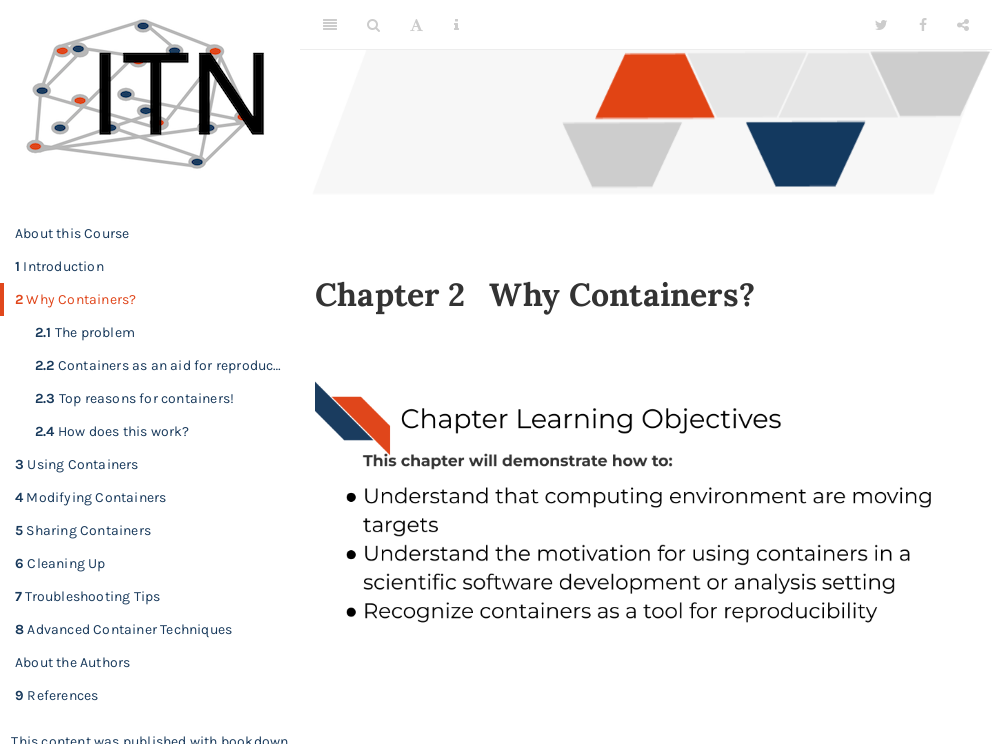 ITN
About this Course
1 Introduction
2 Why Containers?
2.1 The problem
2.2 Containers as an aid for reproduc...
2.3 Top reasons for containers!
2.4 How does this work?
3 Using Containers
4 Modifying Containers
5 Sharing Containers
6 Cleaning Up
7 Troubleshooting Tips
8 Advanced Container Techniques
About the Authors
9 References
This content was published with bookdown
A
Chapter 2 Why Containers?
Chapter Learning Objectives
This chapter will demonstrate how to:
● Understand that computing environment are moving
targets
● Understand the motivation for using containers in a
scientific software development or analysis setting
● Recognize containers as a tool for reproducibility